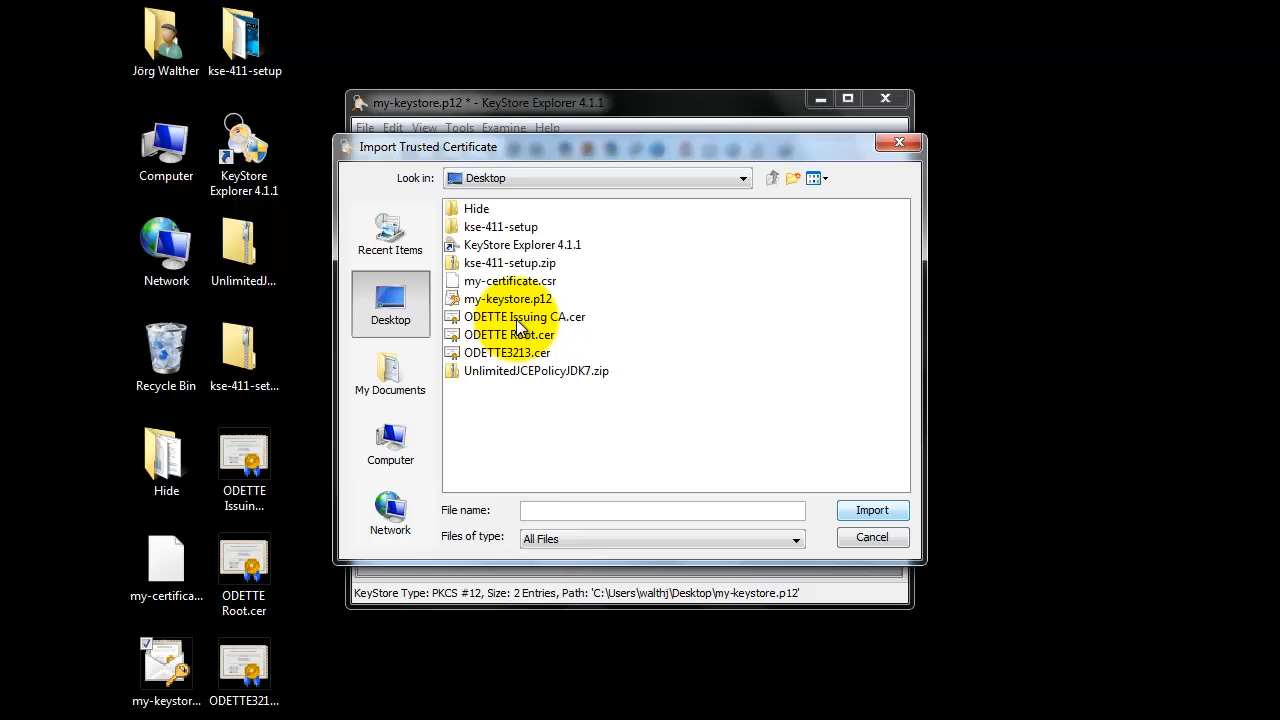 Jörg Walther
kse-411-setup
Computer
KeyStore
Explorer 4.1.1
Network
UnlimitedJ...
Recycle Bin
kse-411-set...
Hide
ODETTE
Issuin...
my-certifica...
ODETTE
Root.cer
my-keystor...
ODETTE321...
my-keystore.p12 * - KeyStore Explorer 4.1.1
File Edit View Tools Examine Help
Import Trusted Certificate
Look in: Desktop
Recent Items
Desktop
My Documents
Computer
Network
Hide
kse-411-setup
KeyStore Explorer 4.1.1
kse-411-setup.zip
my-certificate.csr
my-keystore.p12
ODETTE Issuing CA.cer
ODETTE Root.cer
ODETTE3213.cer
UnlimitedJCEPolicyJDK7.zip
File name: Import
Files of type: All Files Cancel
KeyStore Type: PKCS #12, Size: 2 Entries, Path: 'C:\Users\walthj\Desktop\my-keystore.p12'